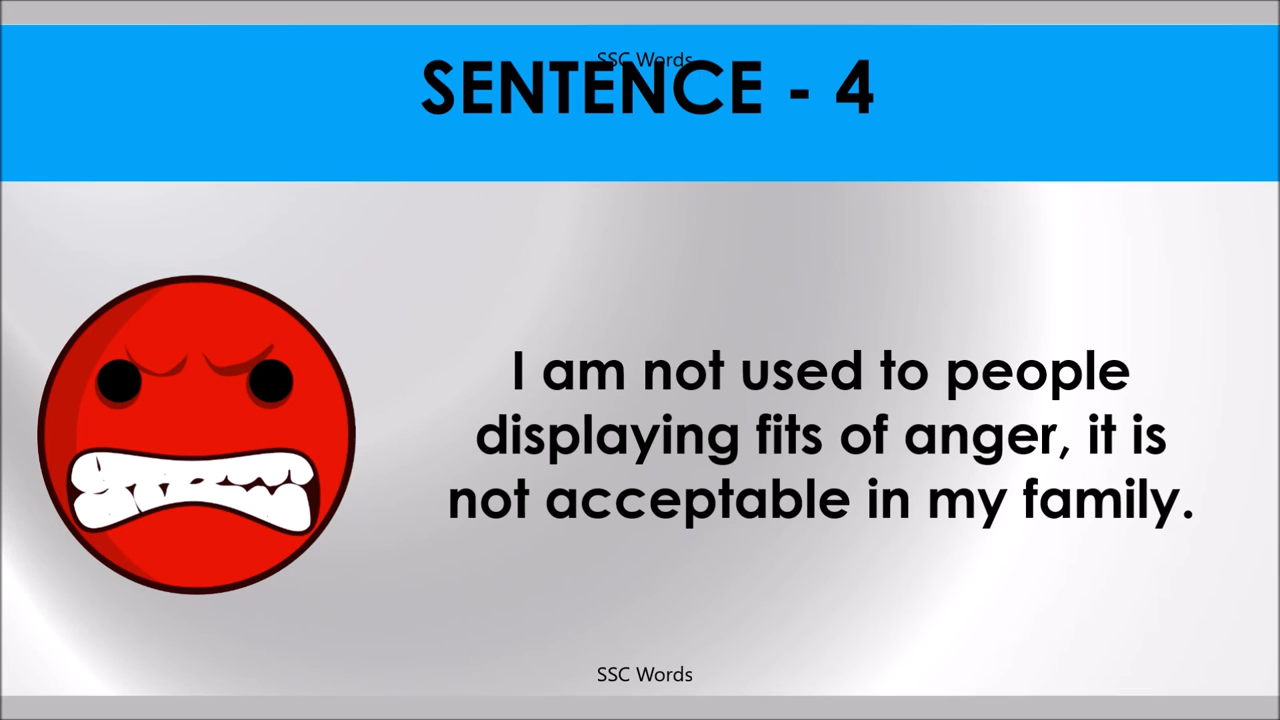 SSC Words
SENTENCE - 4
I am not used to people
displaying fits of anger, it is
not acceptable in my family.
SSC Words